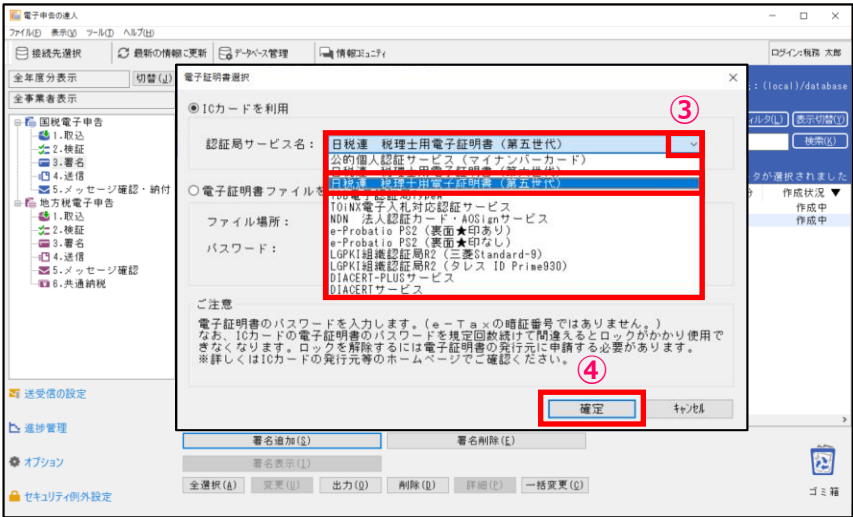 電子申告の達人
ファイル(F) 表示(V) ツール(T) ヘルプ(H)
接続先選択 最新の情報に更新 データベース管理 情報コミュニティ
ログイン:税務 太郎
全年度分表示 切替(J)
全事業者表示
国税電子申告
1.取込
2.検証
3.署名
4.送信
5.メッセージ確認・納付
地方税電子申告
1.取込
2.検証
3.署名
4.送信
5.メッセージ確認
6.共通納税
送受信の設定
進捗管理
オプション
セキュリティ例外設定
電子証明書選択
③
ICカードを利用
認証局サービス名: 日税連 税理士用電子証明書(第五世代)
公的個人認証サービス(マイナンバーカード)
日税連 税理士用電子証明書(第五世代)
TOiNX電子入札対応認証サービス
NDN 法人認証カード・AOSignサービス
e-Probatio PS2(裏面★印あり)
e-Probatio PS2(裏面★印なし)
LGPKI組織認証局R2(三菱Standard-9)
LGPKI組織認証局R2(タレス ID Prime930)
DIACERT-PLUSサービス
DIACERTサービス
電子証明書ファイルを
ファイル場所:
パスワード:
ご注意
電子証明書のパスワードを入力します。(e-Taxの暗証番号ではありません。)
なお、ICカードの電子証明書のパスワードを規定回数続けて間違えるとロックがかかり使用で
きなくなります。ロックを解除するには電子証明書の発行元に申請する必要があります。
※詳しくはICカードの発行元等のホームページでご確認ください。
④
確定 キャンセル
: (local)/database
ィルタ(L) 表示切替(Y)
検索(K)
タが選択されました
作成状況 ▼
作成中
作成中
署名追加(S) 署名削除(E)
署名表示(I)
全選択(A) 変更(U) 出力(O) 削除(D) 詳細(P) 一括変更(C)
ゴミ箱